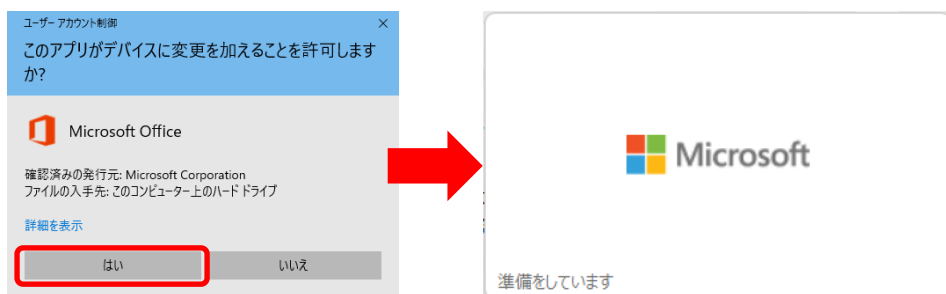 ユーザー アカウント制御
×
このアプリがデバイスに変更を加えることを許可します
か?
Microsoft Office
確認済みの発行元: Microsoft Corporation
ファイルの入手先: このコンピューター上のハード ドライブ
詳細を表示
はい
いいえ
Microsoft
準備をしています